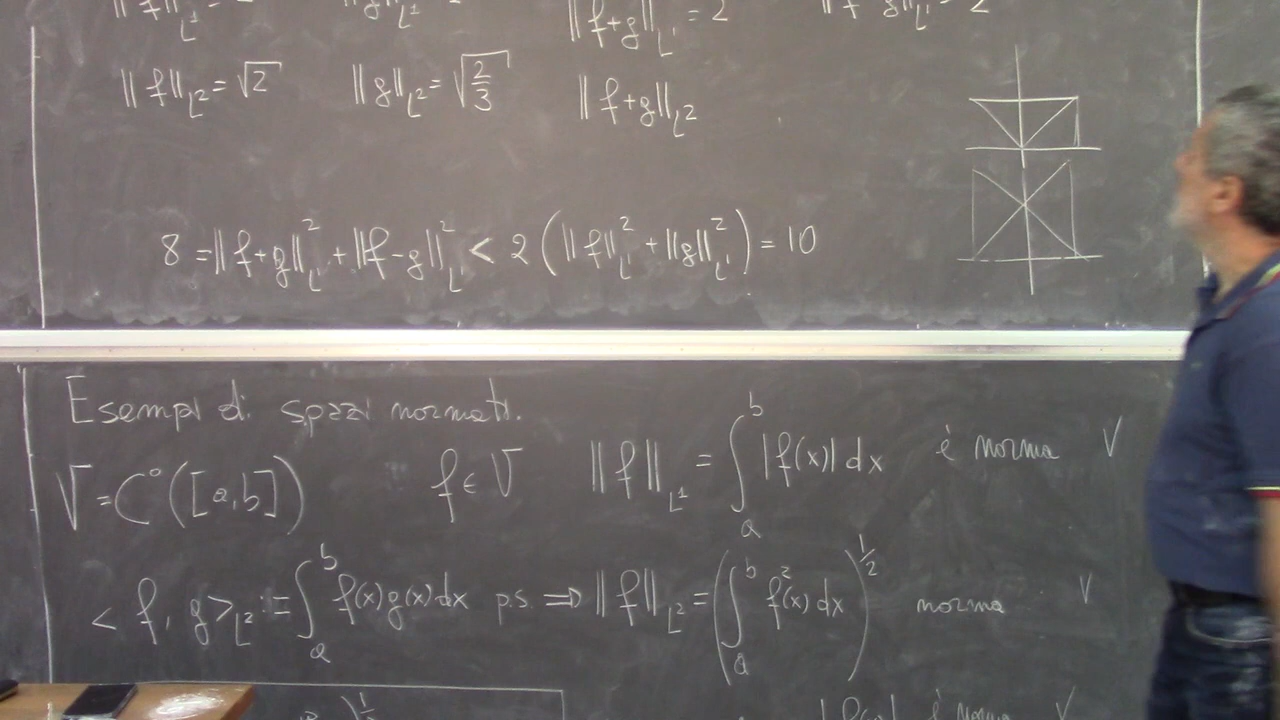 ‖f+g‖_{L¹} = 2
‖f‖_{L²} = √2 ‖g‖_{L²} = √(2/3) ‖f+g‖_{L²}
8 = ‖f+g‖²_{L¹} + ‖f-g‖²_{L¹} < 2 (‖f‖²_{L¹} + ‖g‖²_{L¹}) = 10
Esempi di spazi normati.
V = C⁰([a,b]) f ∈ V ‖f‖_{L¹} = ∫_a^b |f(x)| dx è norma V
< f, g >_{L²} := ∫_a^b f(x)g(x) dx p.s. ⟹ ‖f‖_{L²} = (∫_a^b f²(x) dx)^{1/2} norma V
è norma V